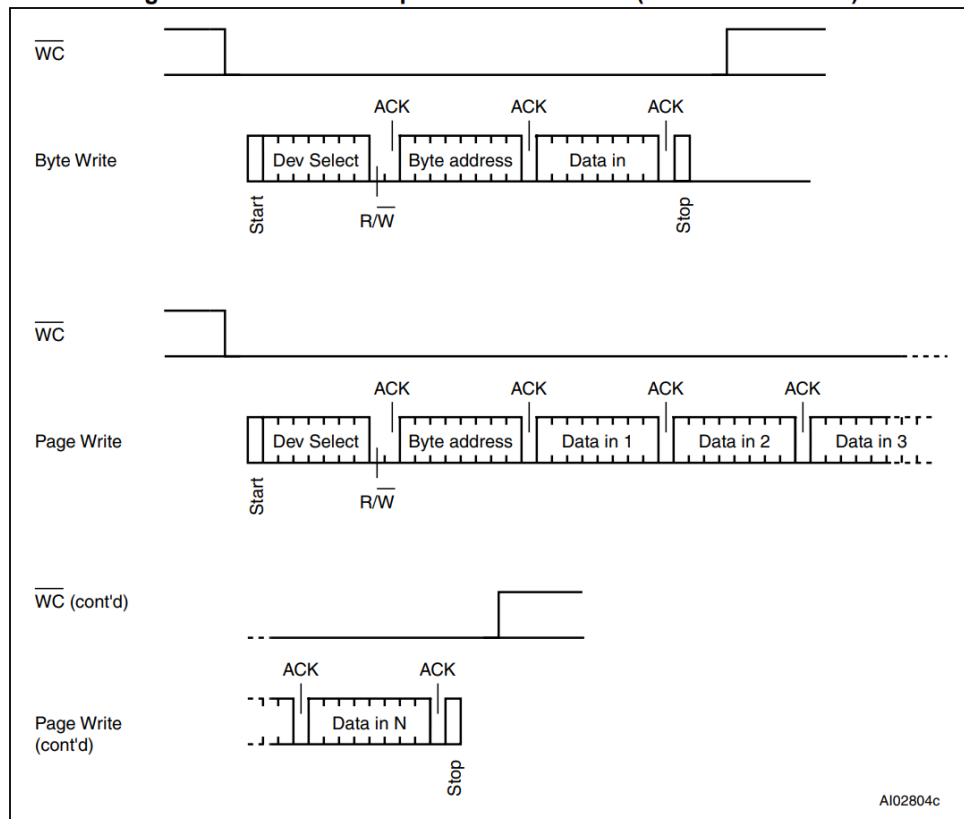 WC
ACK ACK ACK
Byte Write Dev Select Byte address Data in
Start R/W Stop
WC
ACK ACK ACK ACK
Page Write Dev Select Byte address Data in 1 Data in 2 Data in 3
Start R/W
WC (cont'd)
ACK ACK
Page Write Data in N
(cont'd)
Stop
AI02804c